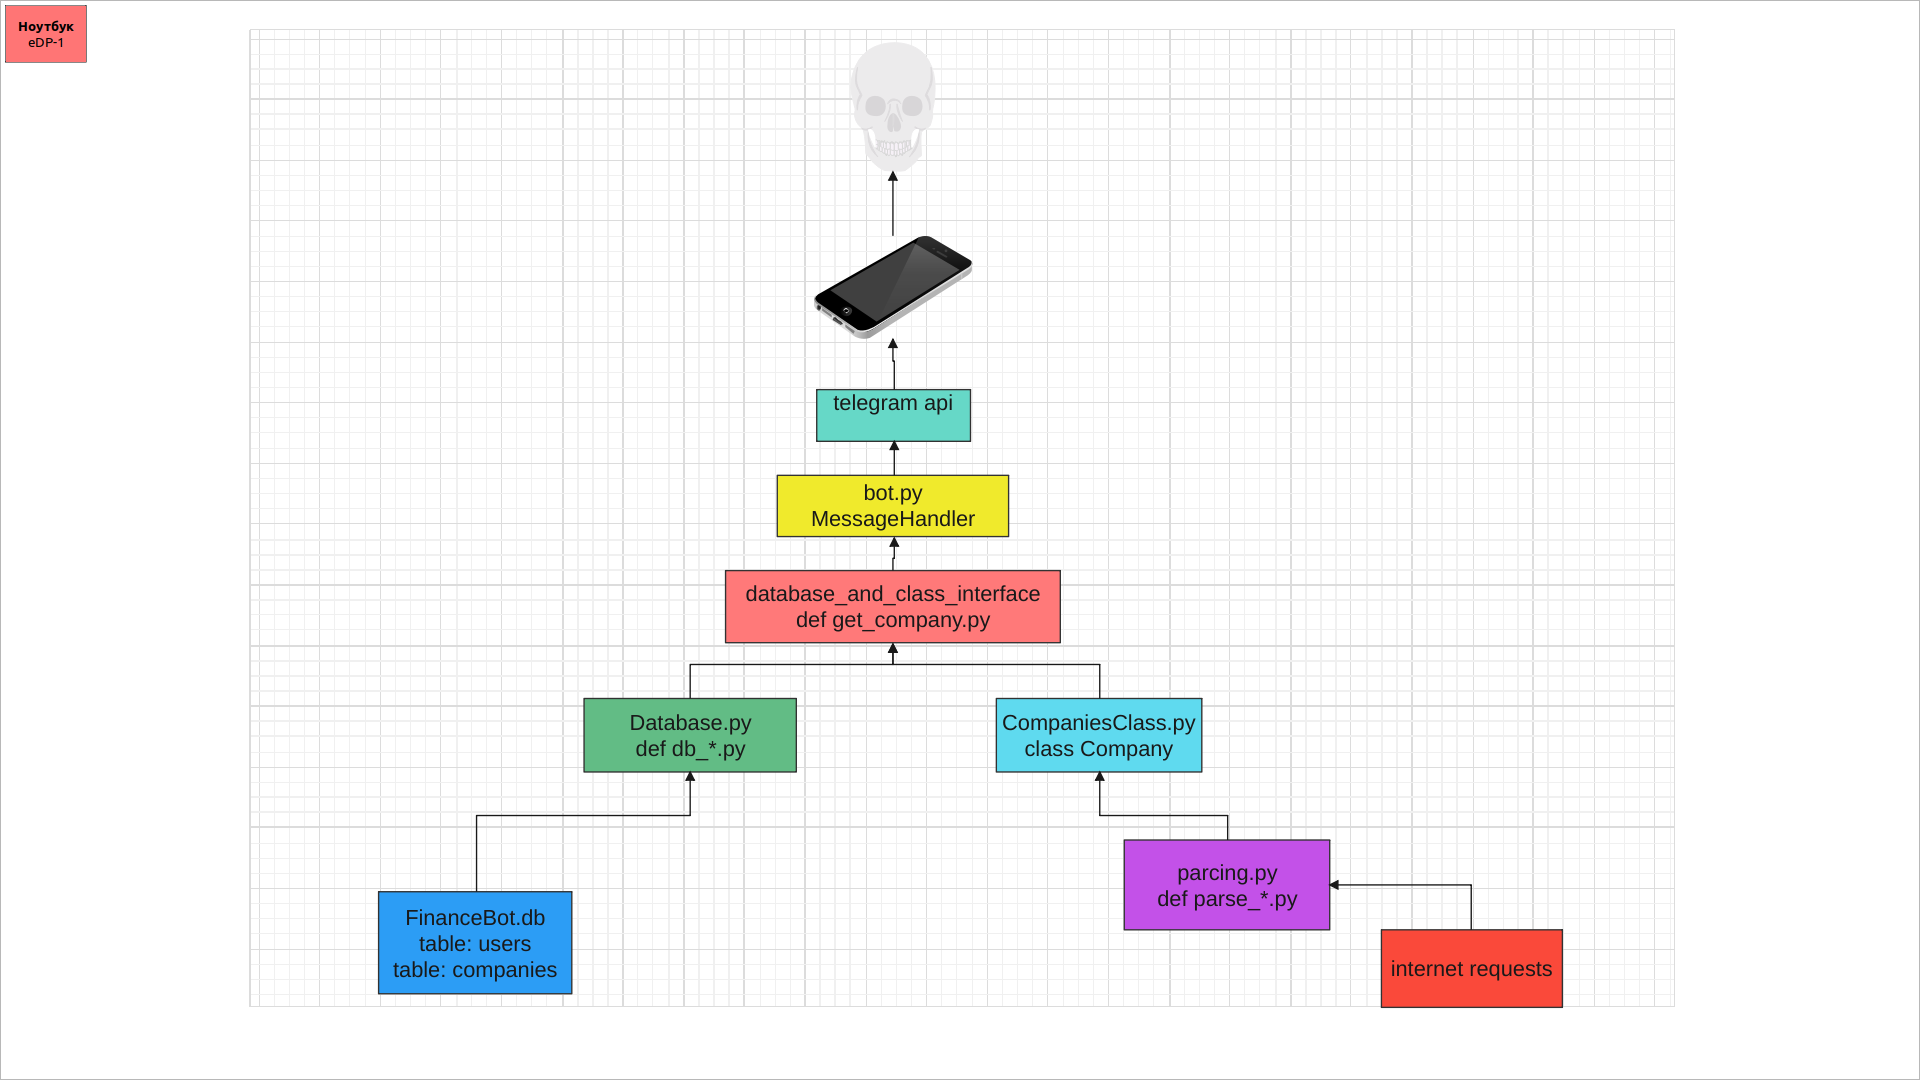 Ноутбук
eDP-1
telegram api
bot.py
MessageHandler
database_and_class_interface
def get_company.py
Database.py
def db_*.py
CompaniesClass.py
class Company
parcing.py
def parse_*.py
FinanceBot.db
table: users
table: companies
internet requests